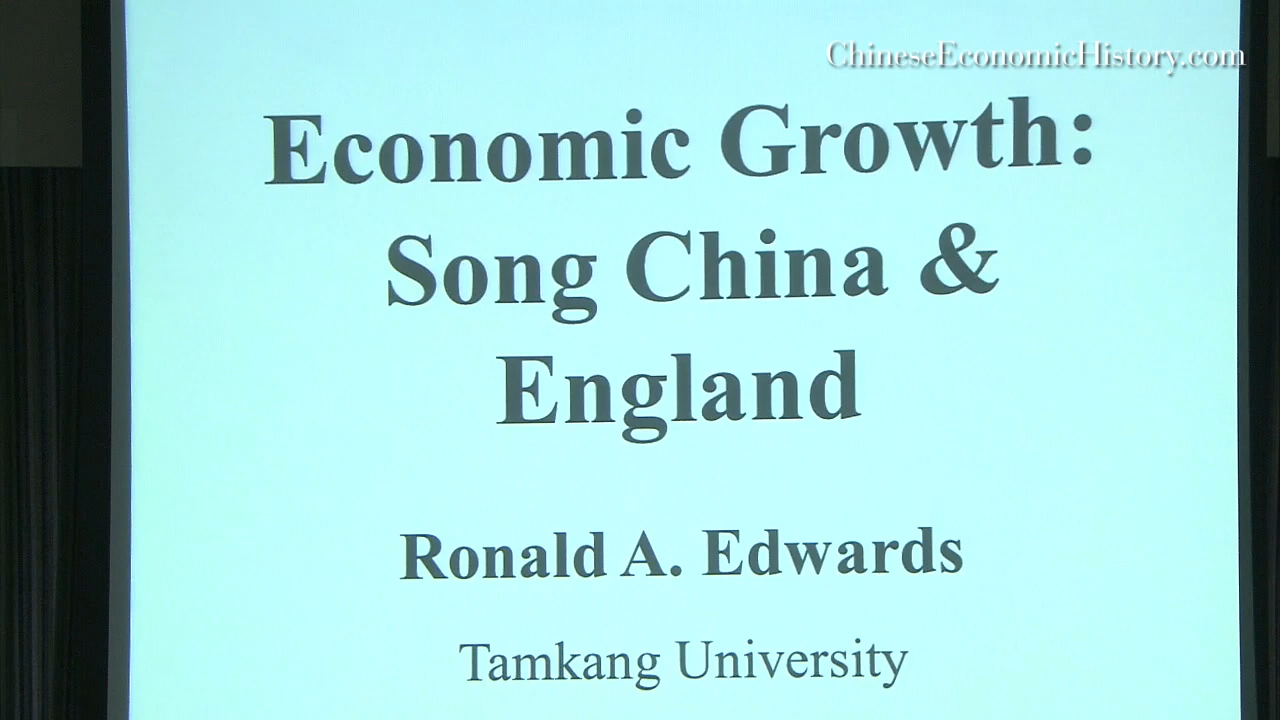 ChineseEconomicHistory.com
Economic Growth:
Song China &
England
Ronald A. Edwards
Tamkang University